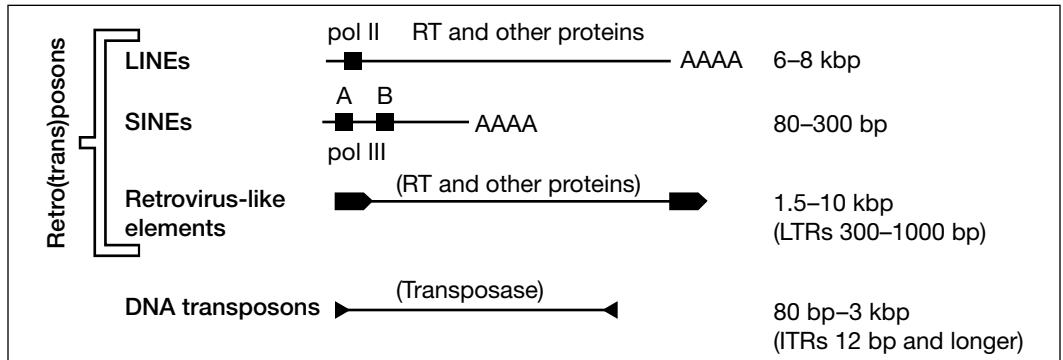 Retro(trans)posons
pol II RT and other proteins
LINEs AAAA 6–8 kbp
A B
SINEs AAAA 80–300 bp
pol III
(RT and other proteins)
Retrovirus-like 1.5–10 kbp
elements (LTRs 300–1000 bp)
(Transposase)
DNA transposons 80 bp–3 kbp
(ITRs 12 bp and longer)